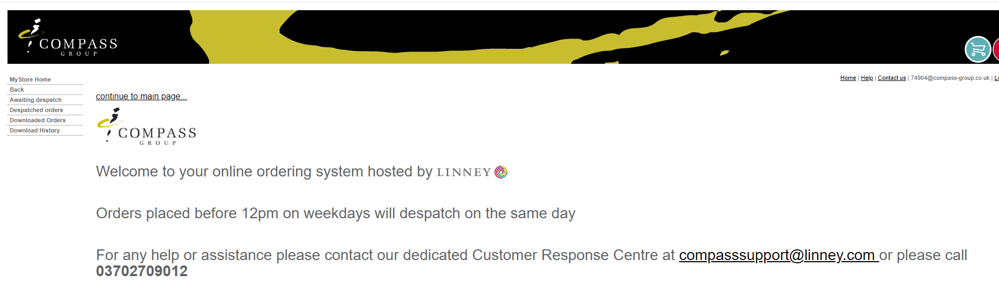 COMPASS
GROUP
MyStore Home
Back
Awaiting despatch
Despatched orders
Downloaded Orders
Download History
Home | Help | Contact us | 74904@compass-group.co.uk |
continue to main page...
COMPASS
GROUP
Welcome to your online ordering system hosted by LINNEY
Orders placed before 12pm on weekdays will despatch on the same day
For any help or assistance please contact our dedicated Customer Response Centre at compasssupport@linney.com or please call
03702709012